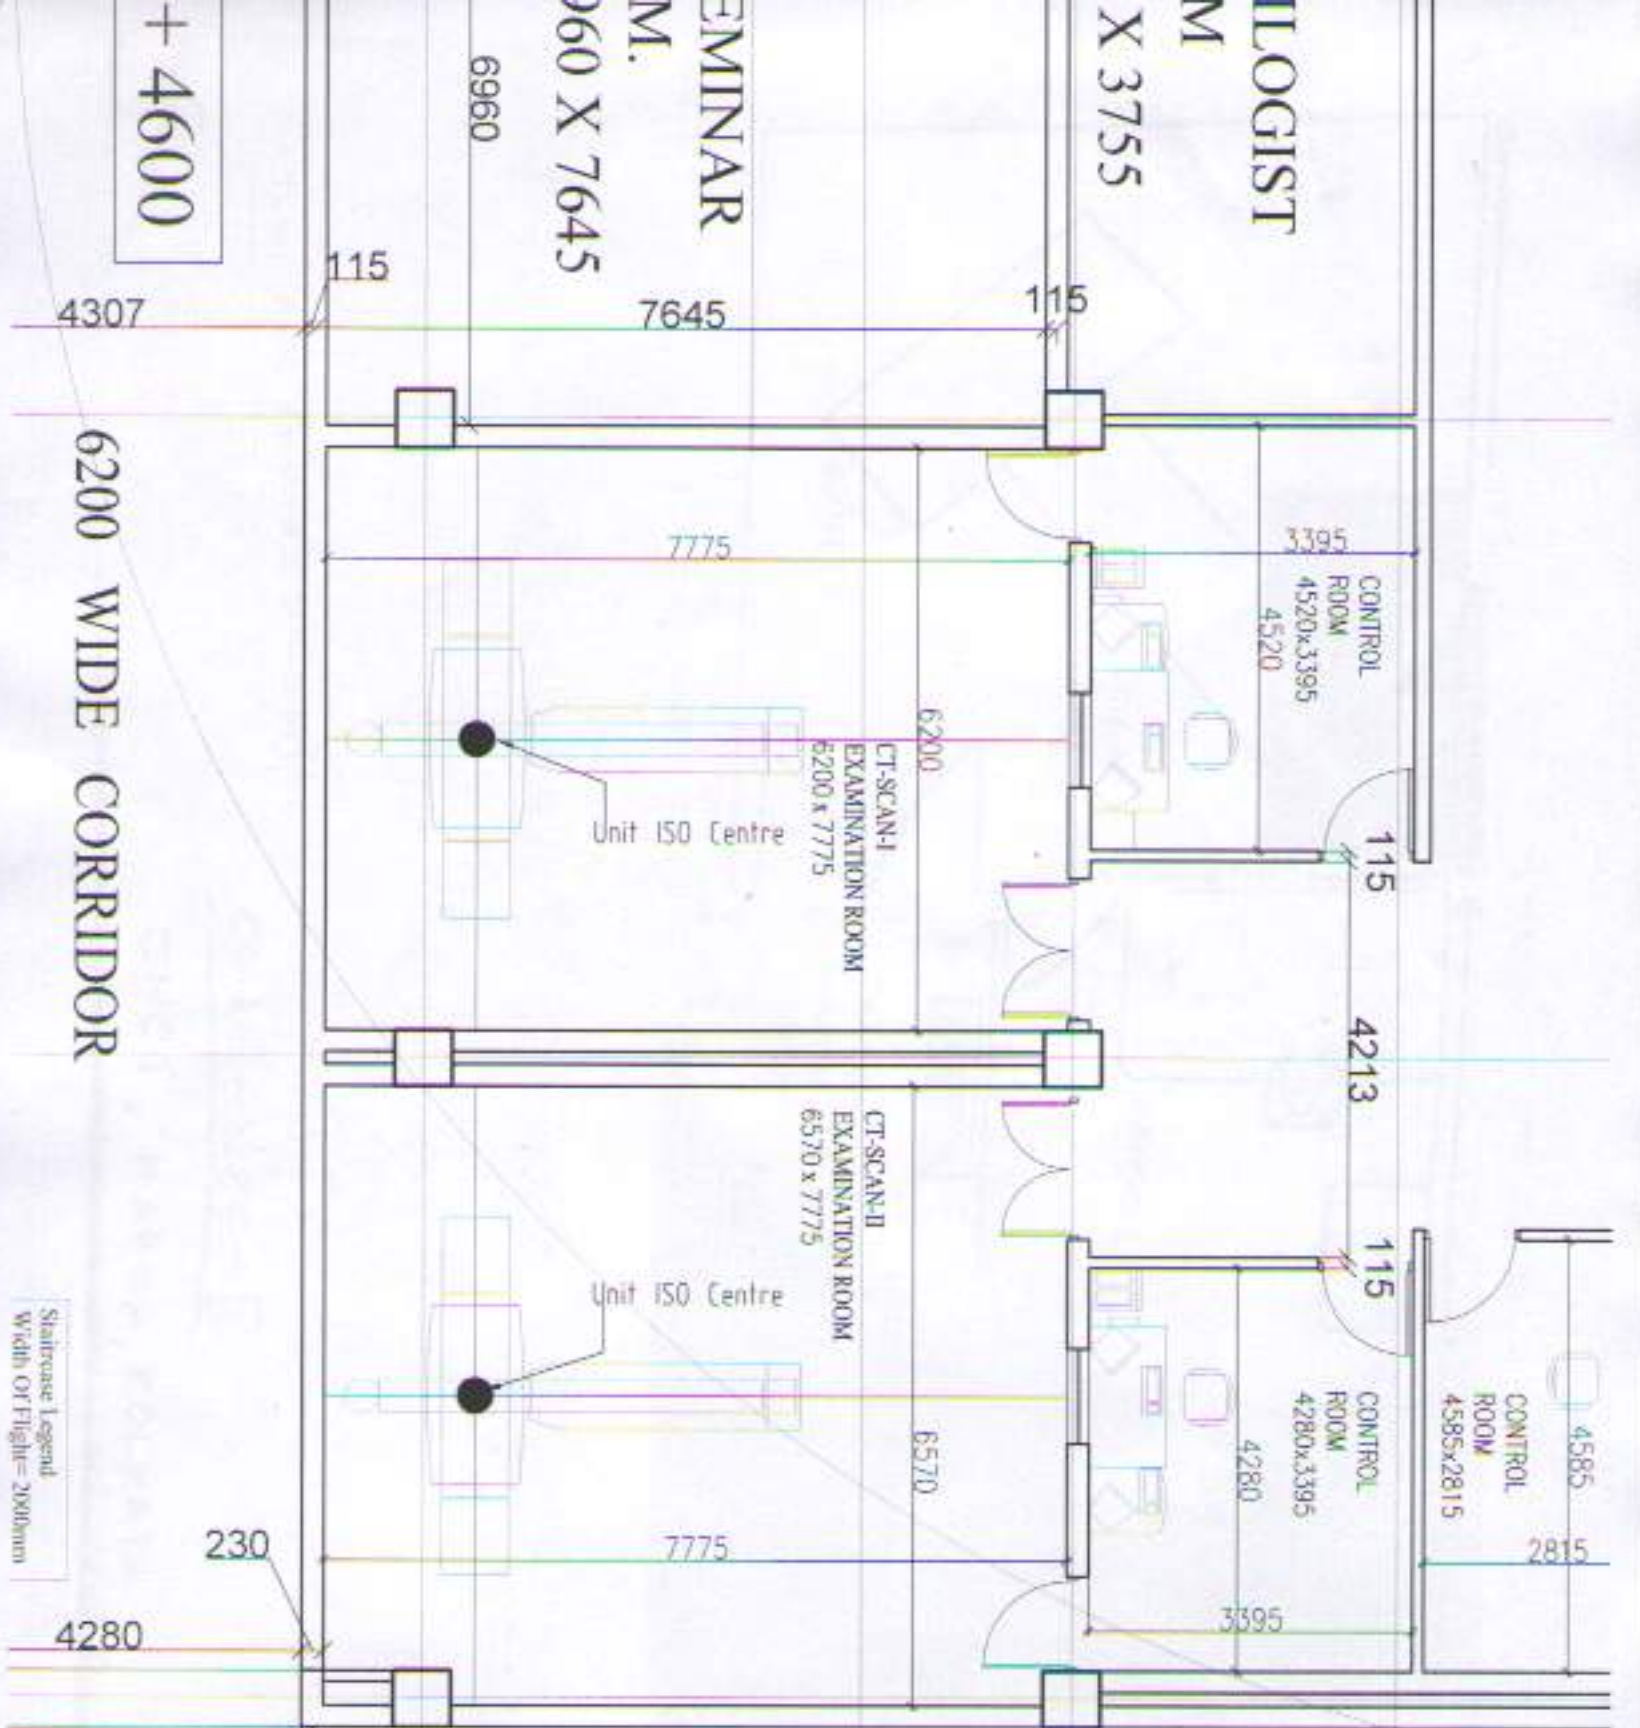 + 4600
6960
EMINAR
M.
960 X 7645
ILOGIST
M
X 3755
115
4307
7645
115
6200 WIDE CORRIDOR
7775
3395
CONTROL
ROOM
4520x3395
4520
6200
CT-SCAN-I
EXAMINATION ROOM
6200 x 7775
Unit ISO Centre
115
4213
115
CT-SCAN-II
EXAMINATION ROOM
6570 x 7775
Unit ISO Centre
6570
7775
CONTROL
ROOM
4280x3395
4280
3395
CONTROL
ROOM
4585x2815
4585
2815
230
4280
Staitrcase Legend
Width Of Flight= 2000mm